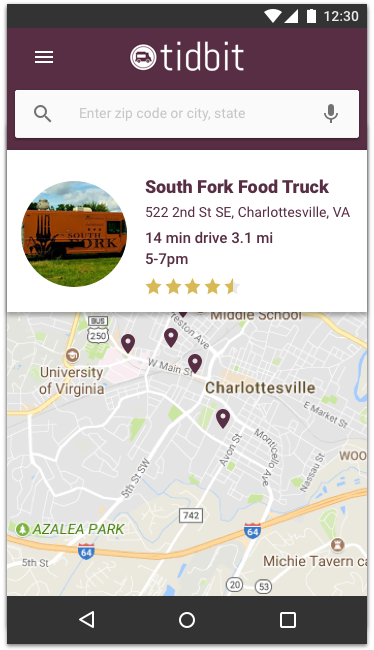 12:30
tidbit
Enter zip code or city, state
South Fork Food Truck
522 2nd St SE, Charlottesville, VA
14 min drive 3.1 mi
5-7pm
SOUTH
FORK
Middle School
BUS
250
Preston Ave
W Main St
University
of Virginia
Charlottesville
E Market St
Avon St
Monticello Ave
Nassau St
WOO
5th St SW
742
AZALEA PARK
64
64
5th St
Michie Tavern ca
20
53